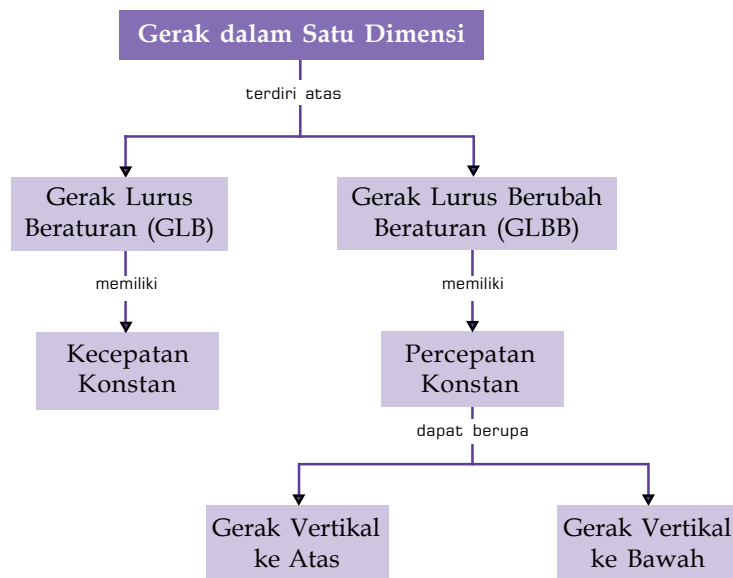 Gerak dalam Satu Dimensi
terdiri atas
Gerak Lurus
Beraturan (GLB)
Gerak Lurus Berubah
Beraturan (GLBB)
memiliki
memiliki
Kecepatan
Konstan
Percepatan
Konstan
dapat berupa
Gerak Vertikal
ke Atas
Gerak Vertikal
ke Bawah